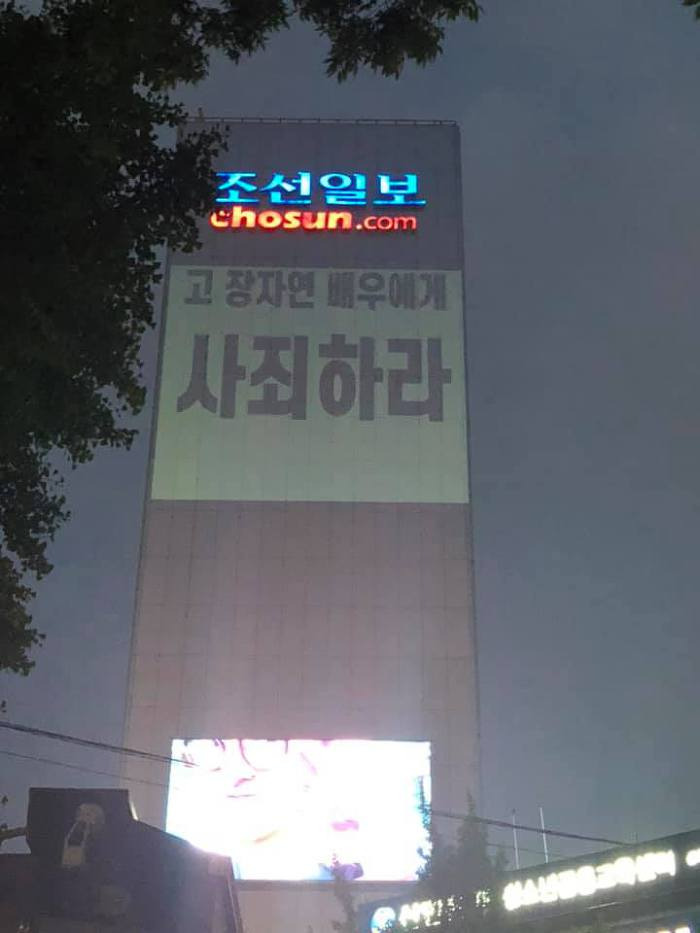 조선일보
chosun.com
고 장자연 배우에게
사죄하라